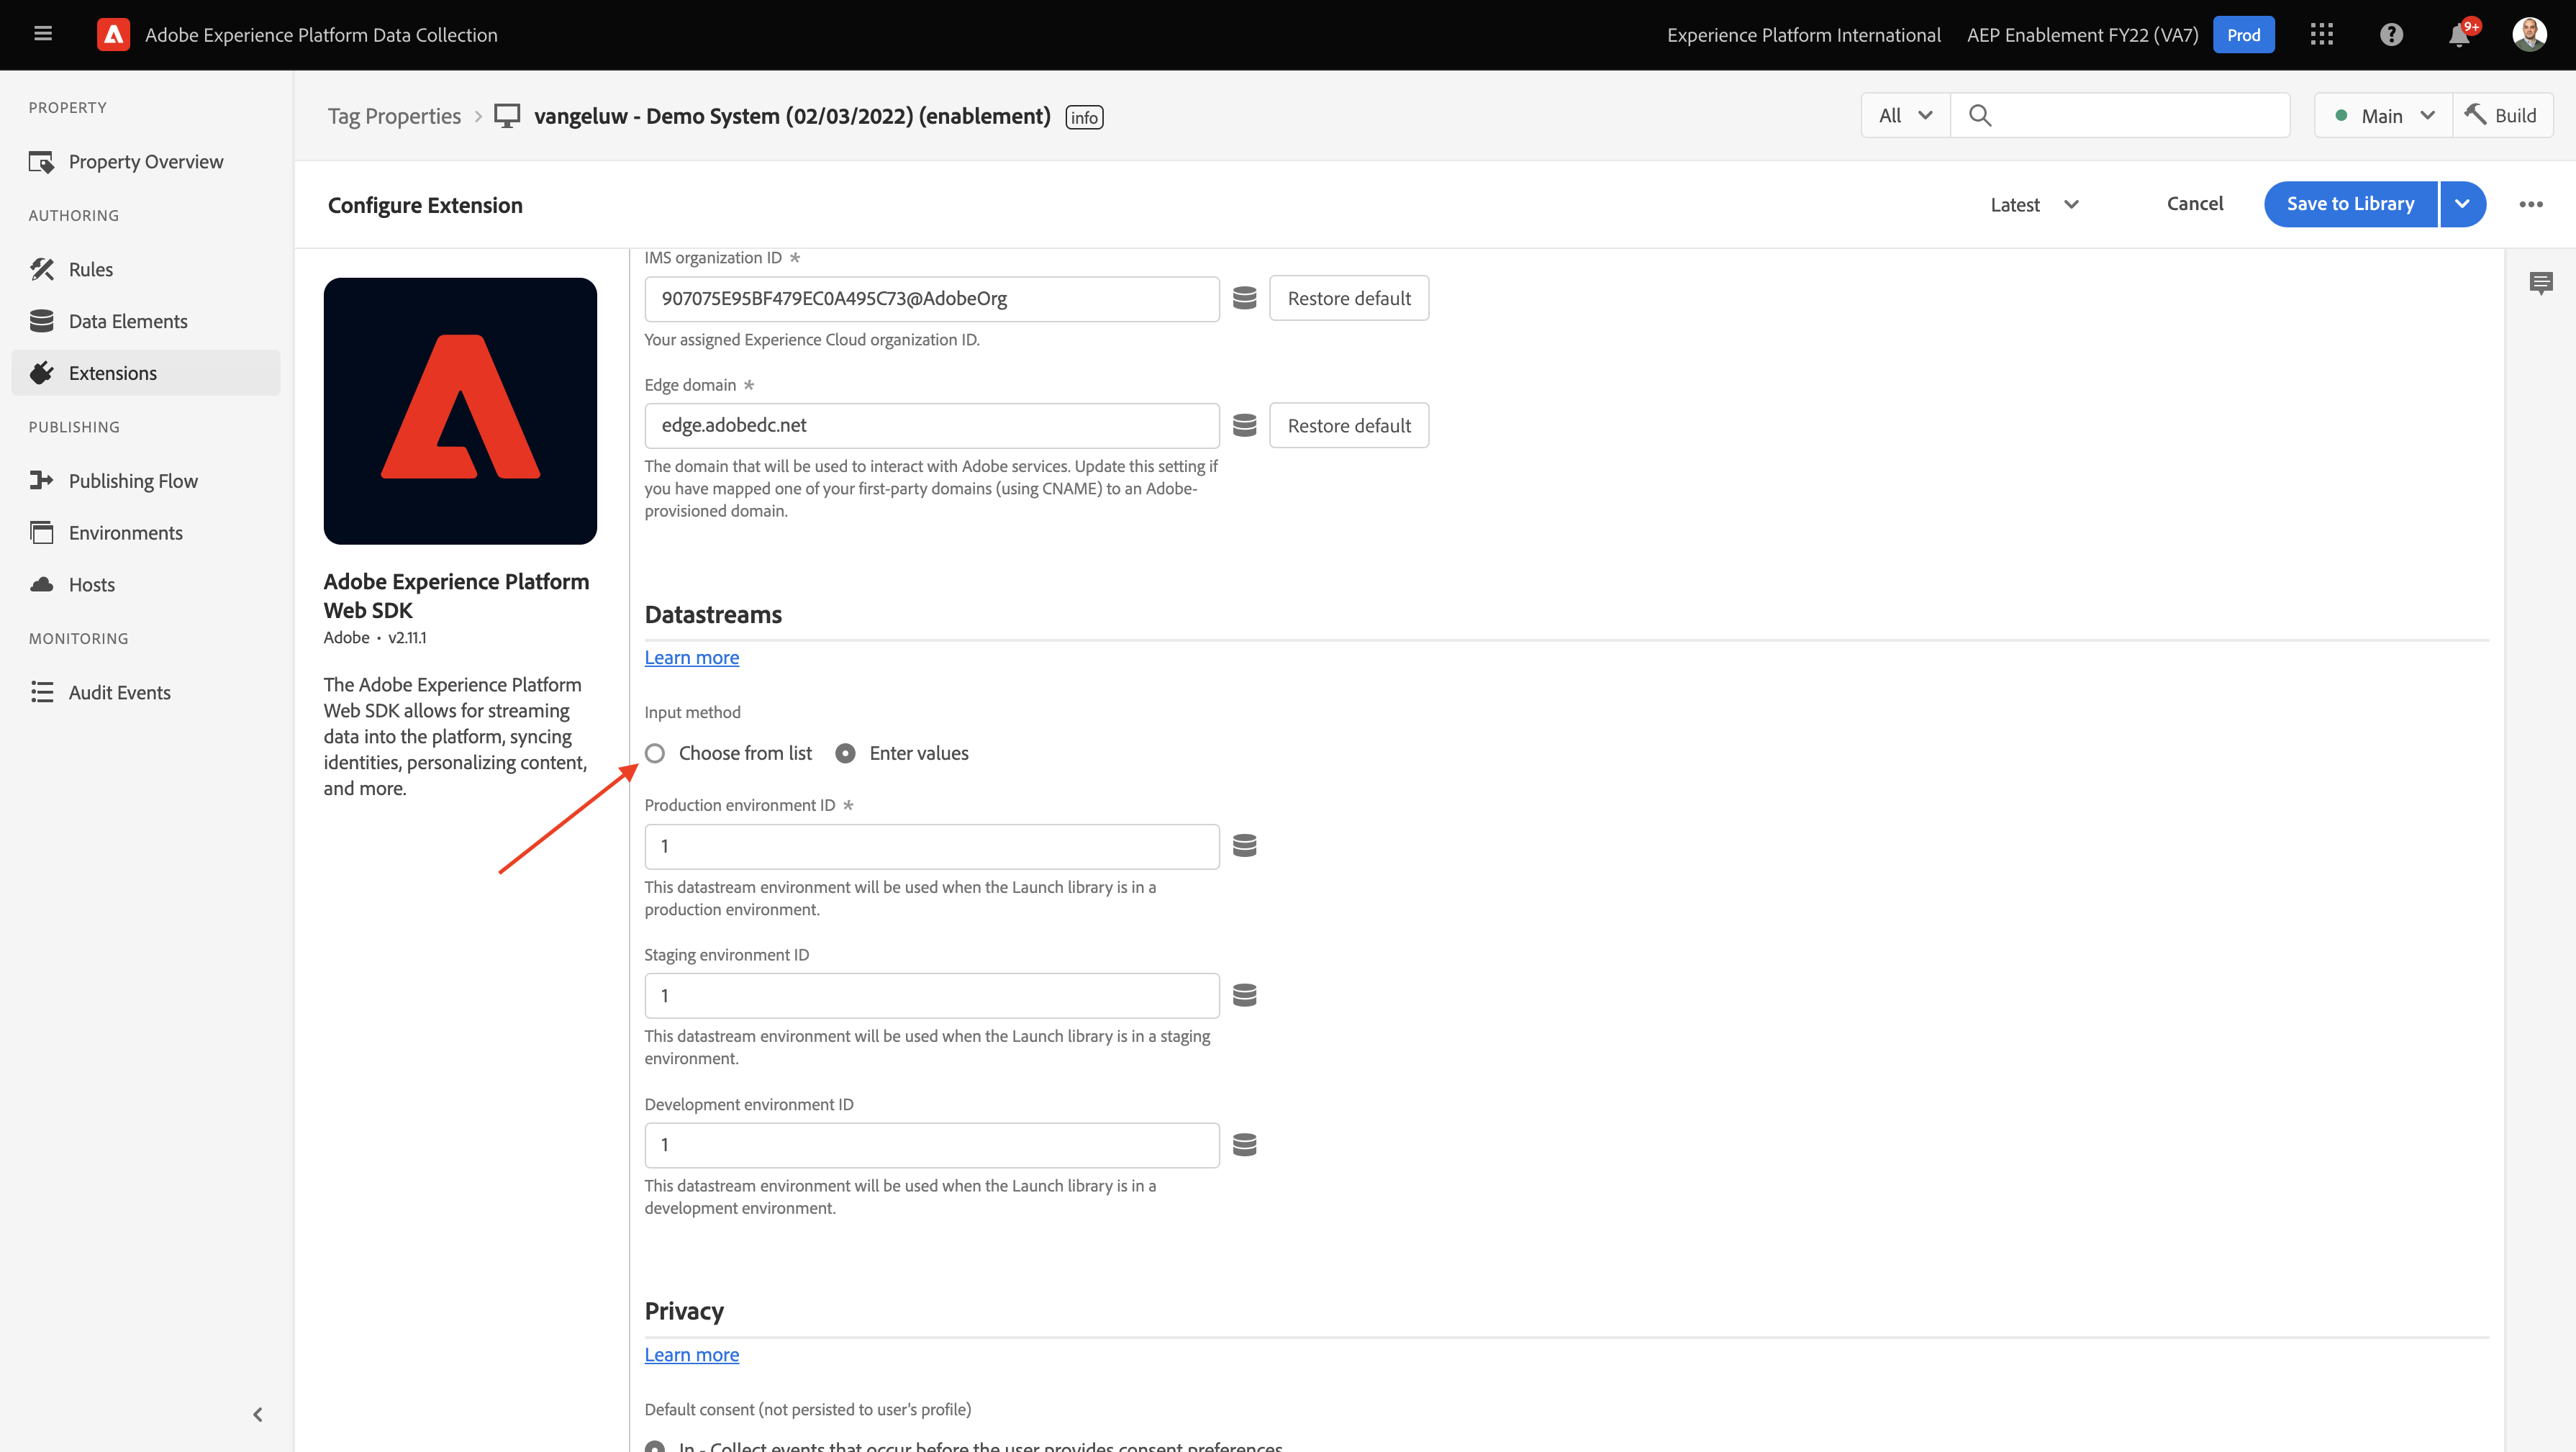 Adobe Experience Platform Data Collection
Experience Platform International
AEP Enablement FY22 (VA7)
Prod
9+
PROPERTY
Property Overview
AUTHORING
Rules
Data Elements
Extensions
PUBLISHING
Publishing Flow
Environments
Hosts
MONITORING
Audit Events
Tag Properties
vangeluw - Demo System (02/03/2022) (enablement)
info
All
Main
Build
Configure Extension
Latest
Cancel
Save to Library
Adobe Experience Platform
Web SDK
Adobe • v2.11.1
The Adobe Experience Platform
Web SDK allows for streaming
data into the platform, syncing
identities, personalizing content,
and more.
IMS organization ID *
907075E95BF479EC0A495C73@AdobeOrg
Restore default
Your assigned Experience Cloud organization ID.
Edge domain *
edge.adobedc.net
Restore default
The domain that will be used to interact with Adobe services. Update this setting if
you have mapped one of your first-party domains (using CNAME) to an Adobe-
provisioned domain.
Datastreams
Learn more
Input method
Choose from list
Enter values
Production environment ID *
1
This datastream environment will be used when the Launch library is in a
production environment.
Staging environment ID
1
This datastream environment will be used when the Launch library is in a staging
environment.
Development environment ID
1
This datastream environment will be used when the Launch library is in a
development environment.
Privacy
Learn more
Default consent (not persisted to user's profile)
In - Collect events that occur before the user provides consent preferences.